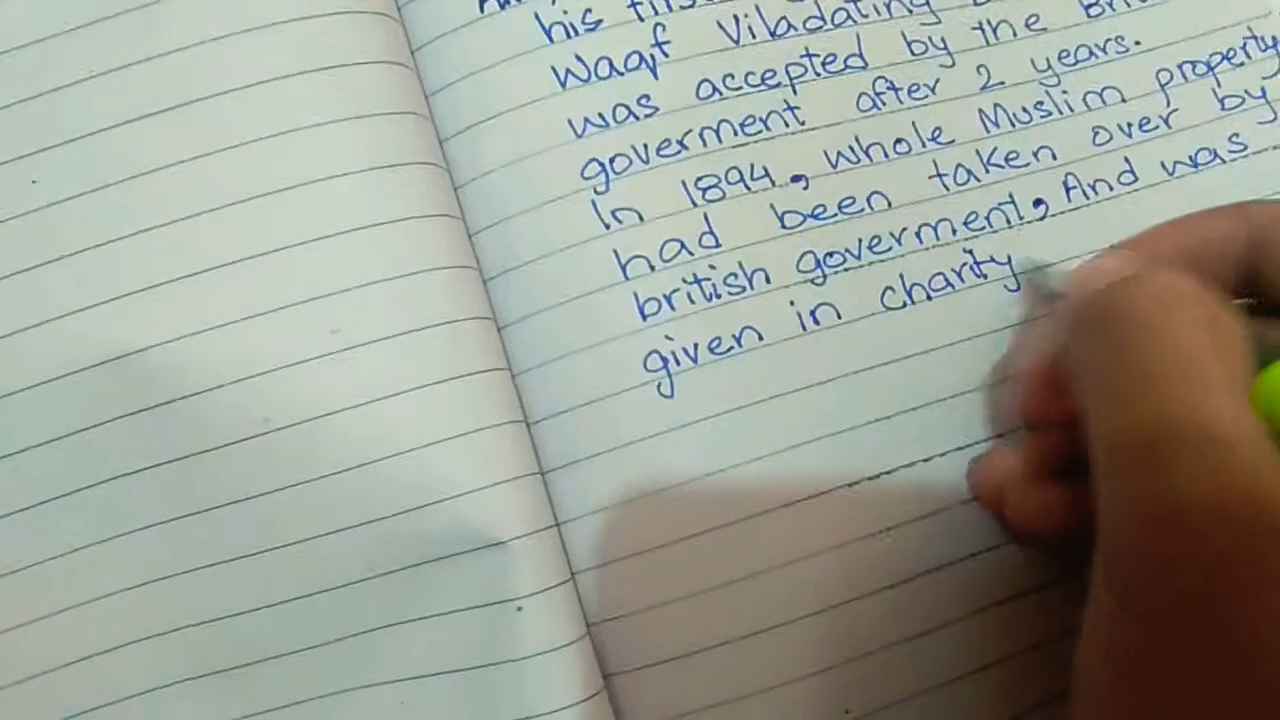 his
Waqf Viladating
was accepted by the
goverment after 2 years.
In 1894, whole Muslim property
had been taken over by
british goverment, And was
given in charity